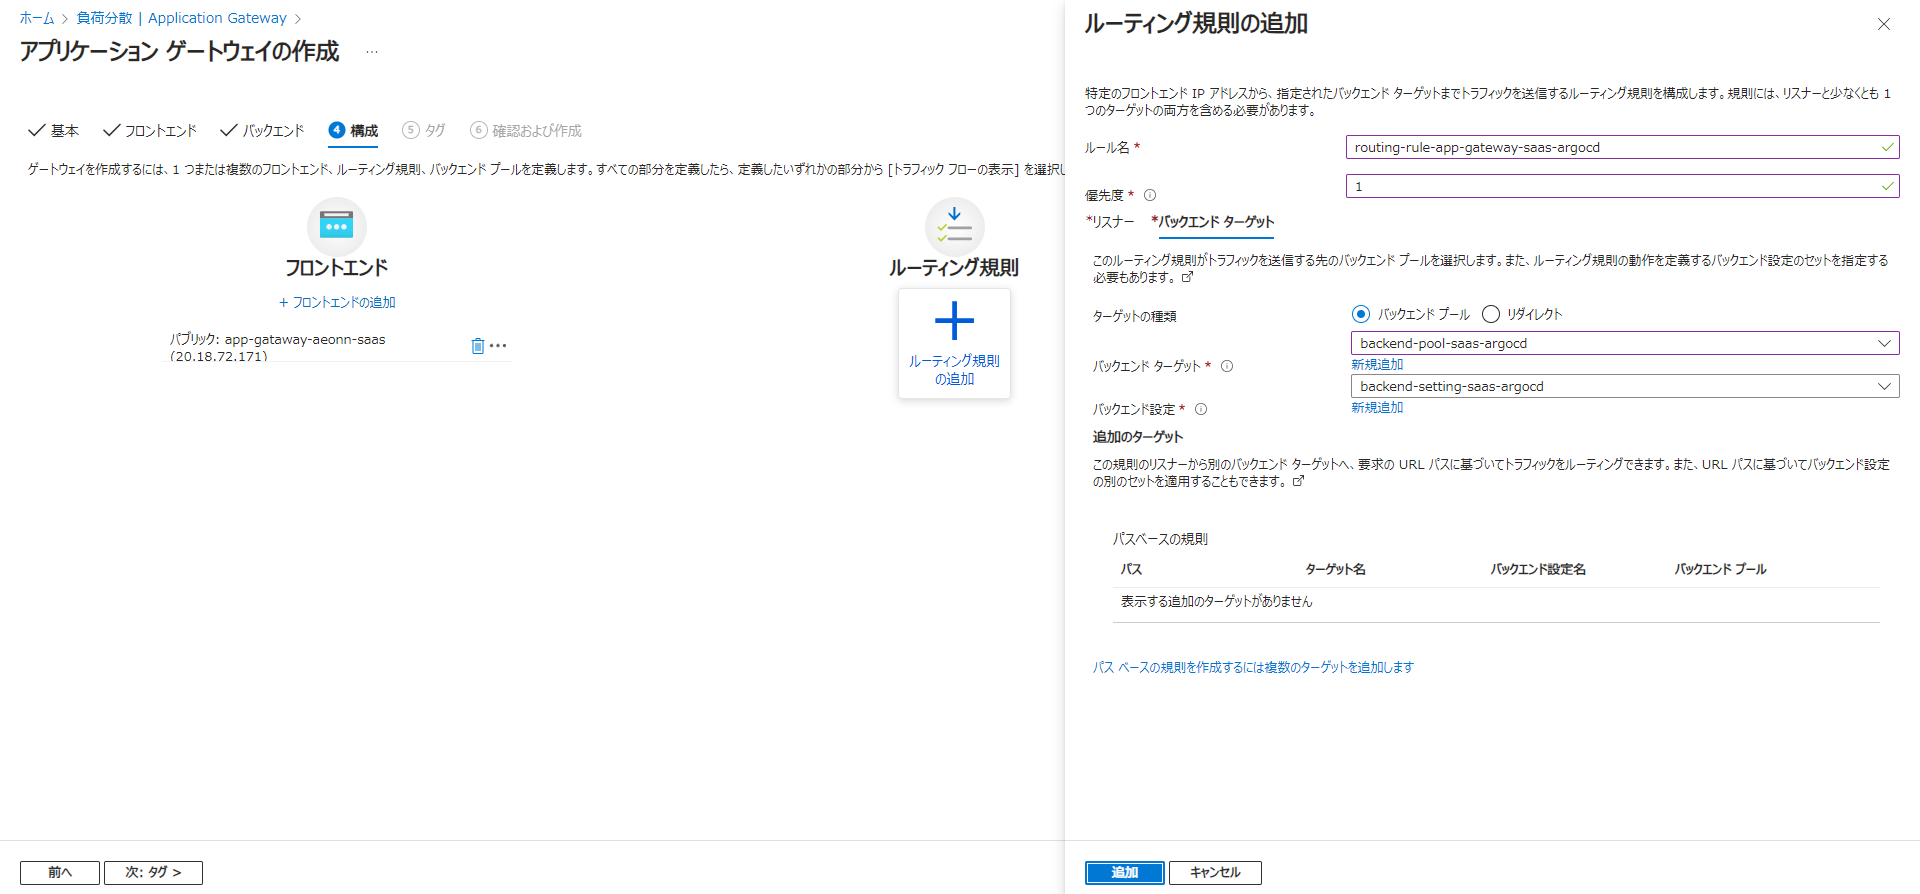 ホーム > 負荷分散 | Application Gateway >
アプリケーション ゲートウェイの作成 …
基本 フロントエンド バックエンド 4 構成 5 タグ 6 確認および作成
ゲートウェイを作成するには、1 つまたは複数のフロントエンド、ルーティング規則、バックエンド プールを定義します。すべての部分を定義したら、定義したいずれかの部分から [トラフィック フローの表示] を選択し
フロントエンド
+ フロントエンドの追加
パブリック: app-gataway-aeonn-saas
(20.18.72.171)
ルーティング規則
ルーティング規則
の追加
前へ
次: タグ >
ルーティング規則の追加
特定のフロントエンド IP アドレスから、指定されたバックエンド ターゲットまでトラフィックを送信するルーティング規則を構成します。規則には、リスナーと少なくとも 1
つのターゲットの両方を含める必要があります。
ルール名 * routing-rule-app-gateway-saas-argocd
優先度 * 1
*リスナー *バックエンド ターゲット
このルーティング規則がトラフィックを送信する先のバックエンド プールを選択します。また、ルーティング規則の動作を定義するバックエンド設定のセットを指定する
必要もあります。
ターゲットの種類 バックエンド プール リダイレクト
backend-pool-saas-argocd
バックエンド ターゲット * 新規追加
backend-setting-saas-argocd
バックエンド設定 * 新規追加
追加のターゲット
この規則のリスナーから別のバックエンド ターゲットへ、要求の URL パスに基づいてトラフィックをルーティングできます。また、URL パスに基づいてバックエンド設定
の別のセットを適用することもできます。
パスベースの規則
パス ターゲット名 バックエンド設定名 バックエンド プール
表示する追加のターゲットがありません
パス ベースの規則を作成するには複数のターゲットを追加します
追加 キャンセル